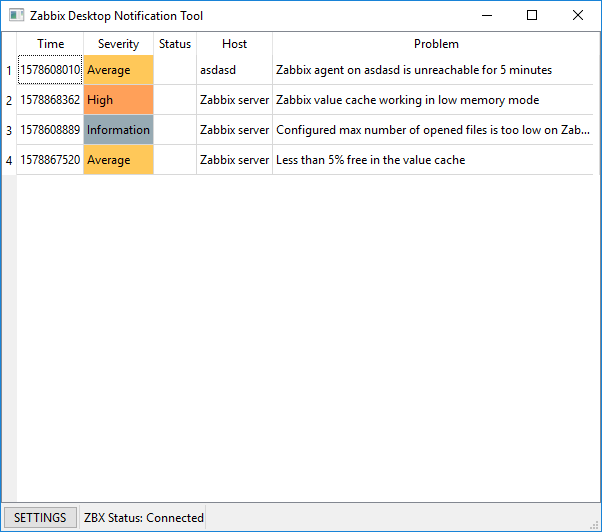 Zabbix Desktop Notification Tool
Time Severity Status Host Problem
1 1578608010 Average asdasd Zabbix agent on asdasd is unreachable for 5 minutes
2 1578868362 High Zabbix server Zabbix value cache working in low memory mode
3 1578608889 Information Zabbix server Configured max number of opened files is too low on Zab...
4 1578867520 Average Zabbix server Less than 5% free in the value cache
SETTINGS ZBX Status: Connected